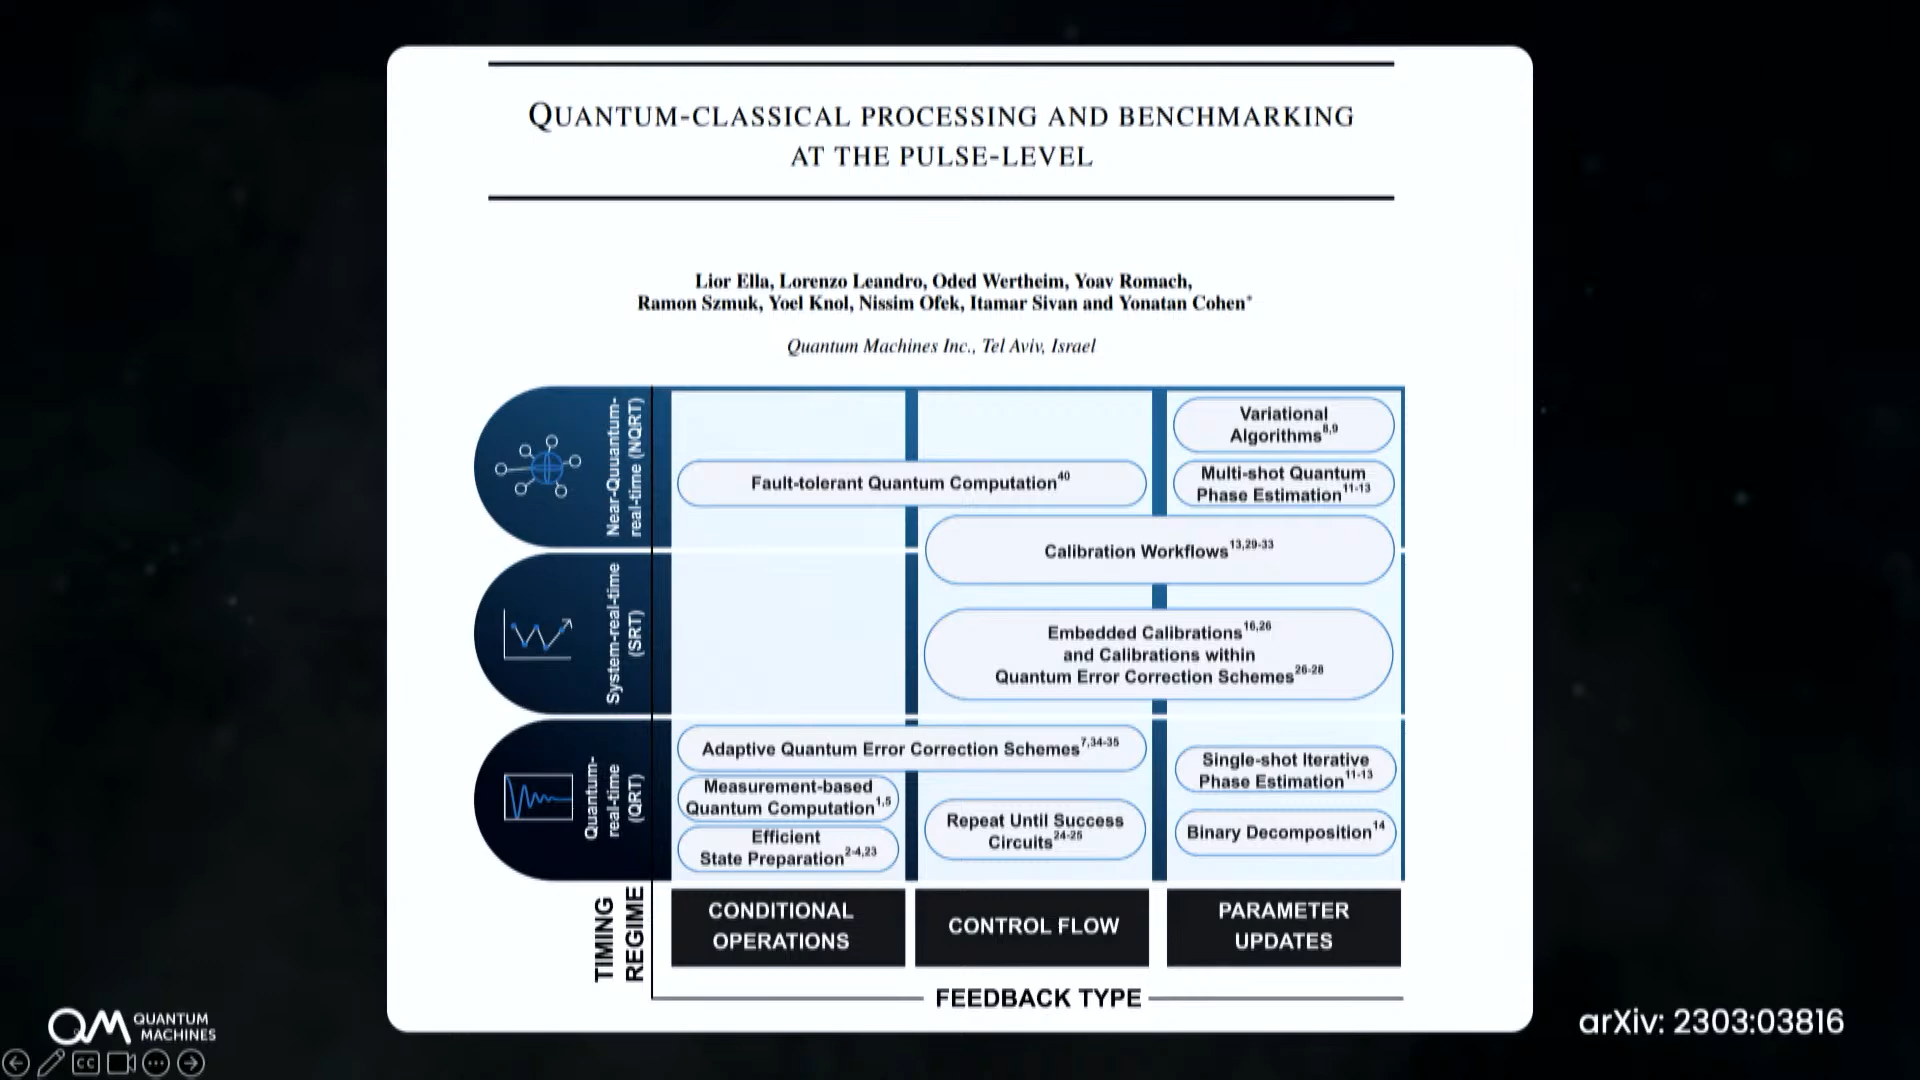 QUANTUM-CLASSICAL PROCESSING AND BENCHMARKING
AT THE PULSE-LEVEL
Lior Ella, Lorenzo Leandro, Oded Wertheim, Yoav Romach,
Ramon Szmuk, Yoel Knol, Nissim Ofek, Itamar Sivan and Yonatan Cohen*
Quantum Machines Inc., Tel Aviv, Israel
Near-Quuantum-
real-time (NQRT)
Variational
Algorithms8,9
Fault-tolerant Quantum Computation40
Multi-shot Quantum
Phase Estimation11-13
Calibration Workflows13,29-33
System-real-time
(SRT)
Embedded Calibrations16,26
and Calibrations within
Quantum Error Correction Schemes26-28
Quantum-
real-time
(QRT)
Adaptive Quantum Error Correction Schemes7,34-35
Measurement-based
Quantum Computation1,5
Efficient
State Preparation2-4,23
Repeat Until Success
Circuits24-25
Single-shot Iterative
Phase Estimation11-13
Binary Decomposition14
TIMING
REGIME
CONDITIONAL
OPERATIONS
CONTROL FLOW
PARAMETER
UPDATES
FEEDBACK TYPE
QM QUANTUM
MACHINES
CC
arXiv: 2303:03816